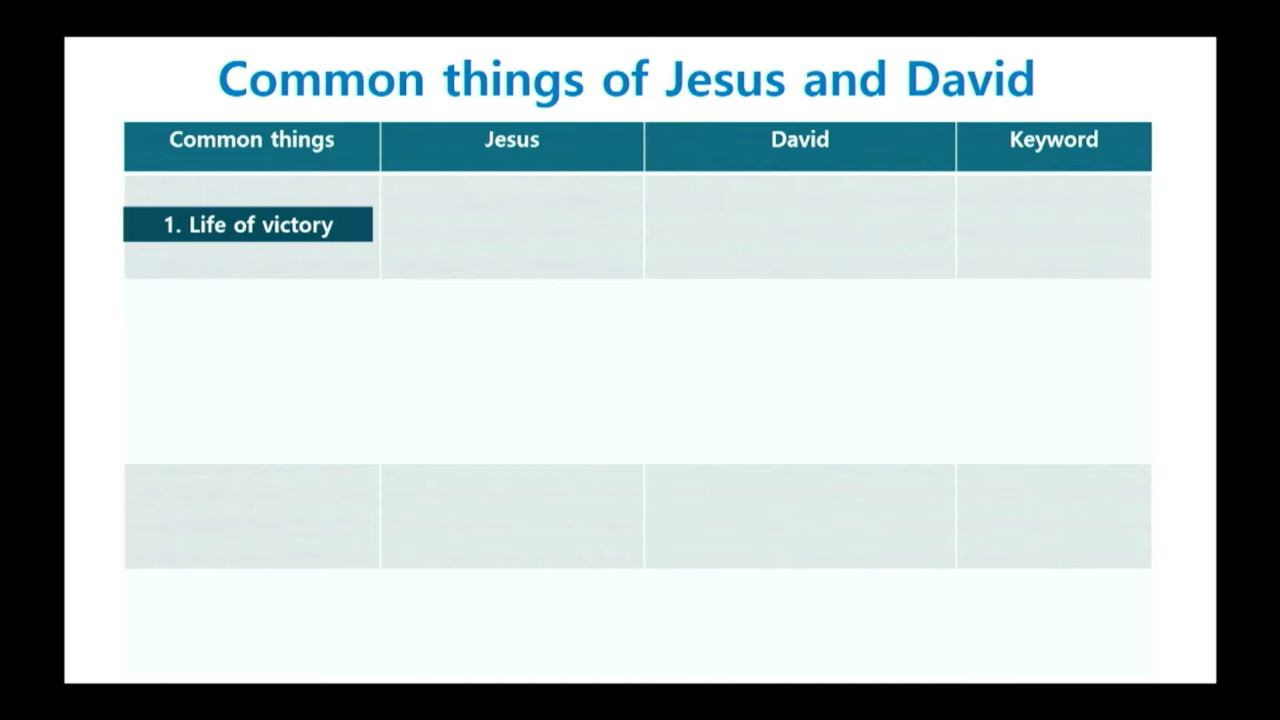 Common things of Jesus and David
Common things Jesus David Keyword
1. Life of victory